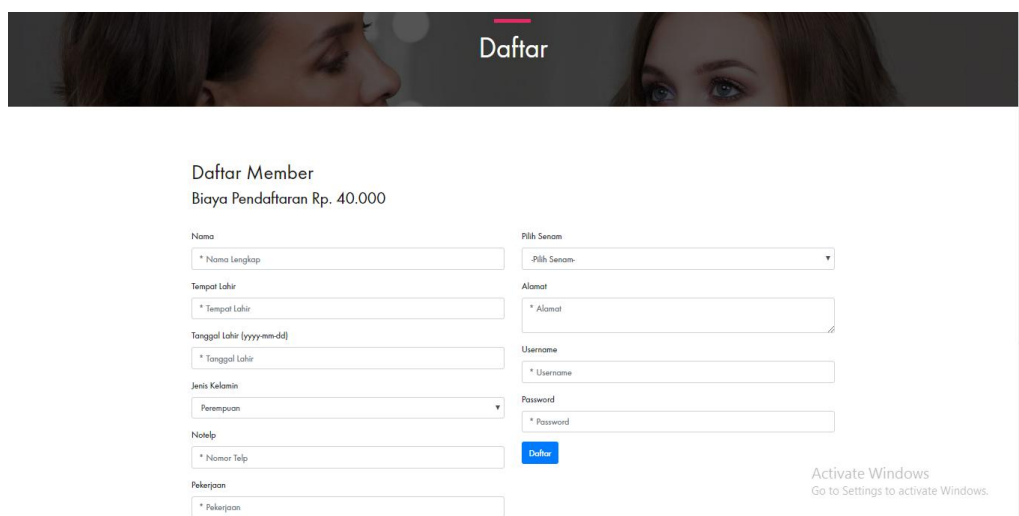 Daftar
Daftar Member
Biaya Pendaftaran Rp. 40.000
Nama
* Nama Lengkap
Tempat Lahir
* Tempat Lahir
Tanggal Lahir (yyyy-mm-dd)
* Tanggal Lahir
Jenis Kelamin
Perempuan
Notelp
* Nomor Telp
Pekerjaan
* Pekerjaan
Pilih Senam
-Pilih Senam-
Alamat
* Alamat
Username
* Username
Password
* Password
Daftar
Activate Windows
Go to Settings to activate Windows.